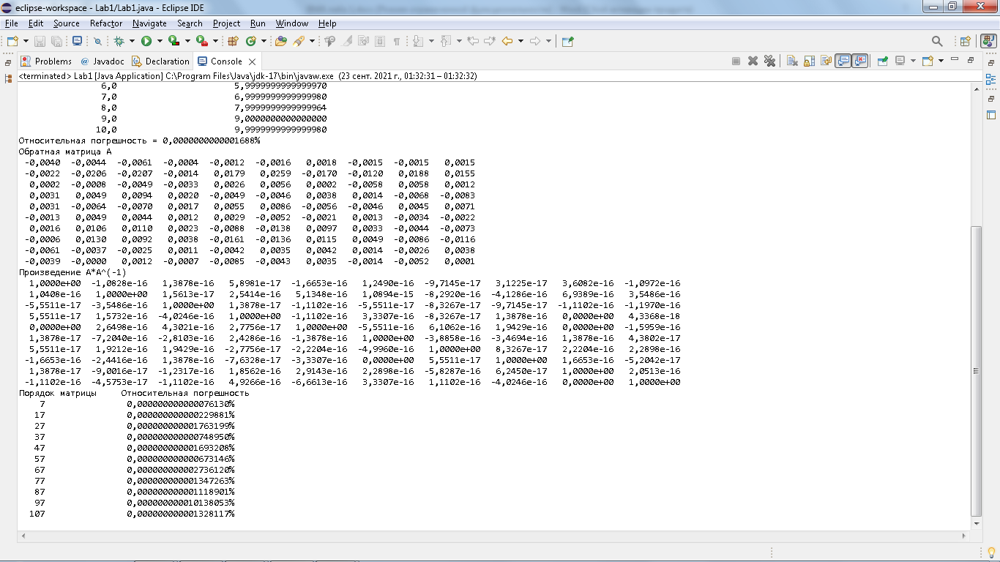 eclipse-workspace - Lab1/Lab1.java - Eclipse IDE
File Edit Source Refactor Navigate Search Project Run Window Help
Problems @ Javadoc Declaration Console
<terminated> Lab1 [Java Application] C:\Program Files\Java\jdk-17\bin\javaw.exe (23 сент. 2021 г., 01:32:31 – 01:32:32)
6,0 5,9999999999999970
7,0 6,9999999999999980
8,0 7,9999999999999964
9,0 9,0000000000000000
10,0 9,9999999999999980
Относительная погрешность = 0,0000000000001688%
Обратная матрица A
-0,0040 -0,0044 -0,0061 -0,0004 -0,0012 -0,0016 0,0018 -0,0015 -0,0015 0,0015
-0,0022 -0,0206 -0,0207 -0,0014 0,0179 0,0259 -0,0170 -0,0120 0,0188 0,0155
0,0002 -0,0008 -0,0049 -0,0033 0,0026 0,0056 0,0002 -0,0058 0,0058 0,0012
0,0031 0,0049 0,0094 0,0020 -0,0049 -0,0046 0,0038 0,0014 -0,0068 -0,0083
0,0031 -0,0064 -0,0070 0,0017 0,0055 0,0086 -0,0056 -0,0046 0,0045 0,0071
-0,0013 0,0049 0,0044 0,0012 0,0029 -0,0052 -0,0021 0,0013 -0,0034 -0,0022
0,0016 0,0106 0,0110 0,0023 -0,0088 -0,0138 0,0097 0,0033 -0,0044 -0,0073
-0,0006 0,0130 0,0092 0,0038 -0,0161 -0,0136 0,0115 0,0049 -0,0086 -0,0116
-0,0061 -0,0037 -0,0025 0,0011 -0,0042 0,0035 0,0042 0,0014 -0,0026 0,0038
-0,0039 -0,0000 0,0012 -0,0007 -0,0085 -0,0043 0,0035 -0,0014 -0,0052 0,0001
Произведение A*A^(-1)
1,0000e+00 -1,0828e-16 1,3878e-16 5,8981e-17 -1,6653e-16 1,2490e-16 -9,7145e-17 3,1225e-17 3,6082e-16 -1,0972e-16
1,0408e-16 1,0000e+00 1,5613e-17 2,5414e-16 5,1348e-16 1,0894e-15 -8,2920e-16 -4,1286e-16 6,9389e-16 3,5486e-16
-5,5511e-17 -3,5486e-16 1,0000e+00 1,3878e-17 -1,1102e-16 -5,5511e-17 -8,3267e-17 -9,7145e-17 -1,1102e-16 -1,1970e-16
5,5511e-17 1,5732e-16 -4,0246e-16 1,0000e+00 -1,1102e-16 3,3307e-16 -8,3267e-17 1,3878e-16 0,0000e+00 4,3368e-18
0,0000e+00 2,6498e-16 4,3021e-16 2,7756e-17 1,0000e+00 -5,5511e-16 6,1062e-16 1,9429e-16 0,0000e+00 -1,5959e-16
1,3878e-17 -7,2040e-16 -2,8103e-16 2,4286e-16 -1,3878e-16 1,0000e+00 -3,8858e-16 -3,4694e-16 1,3878e-16 4,3802e-17
5,5511e-17 1,9212e-16 1,9429e-16 -2,7756e-17 -2,2204e-16 -4,9960e-16 1,0000e+00 8,3267e-17 2,2204e-16 2,2898e-16
-1,6653e-16 -2,4416e-16 1,3878e-16 -7,6328e-17 -3,3307e-16 0,0000e+00 5,5511e-17 1,0000e+00 1,6653e-16 -5,2042e-17
1,3878e-17 -9,0016e-17 -1,2317e-16 1,8562e-16 2,9143e-16 2,2898e-16 -5,8287e-16 6,2450e-17 1,0000e+00 2,0513e-16
-1,1102e-16 -4,5753e-17 -1,1102e-16 4,9266e-16 -6,6613e-16 3,3307e-16 1,1102e-16 -4,0246e-16 0,0000e+00 1,0000e+00
Порядок матрицы Относительная погрешность
7 0,000000000000076130%
17 0,000000000000229881%
27 0,000000000001763199%
37 0,000000000000748950%
47 0,000000000001693208%
57 0,000000000000673146%
67 0,000000000002736120%
77 0,000000000001347263%
87 0,000000000001118901%
97 0,000000000010138053%
107 0,000000000001328117%